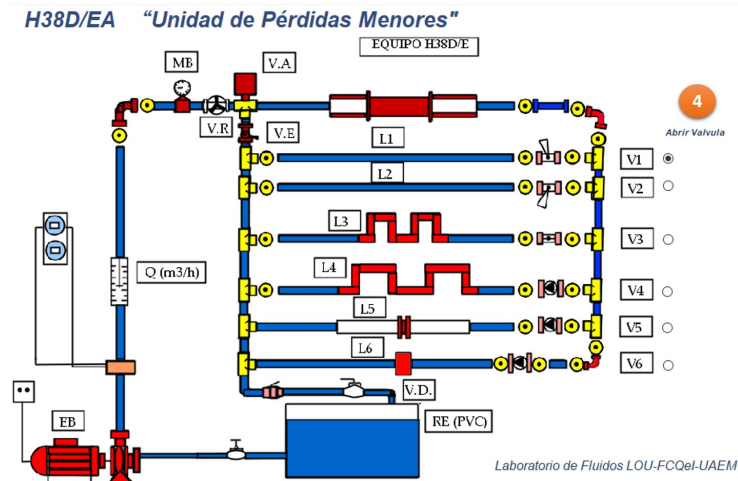 H38D/EA “Unidad de Pérdidas Menores"
EQUIPO H38D/E
MB
V.A
4
V.R
V.E
Abrir Valvula
L1
V1
L2
V2
L3
V3
L4
Q (m3/h)
V4
L5
V5
L6
V6
V.D.
EB
RE (PVC)
Laboratorio de Fluidos LOU-FCQeI-UAEM